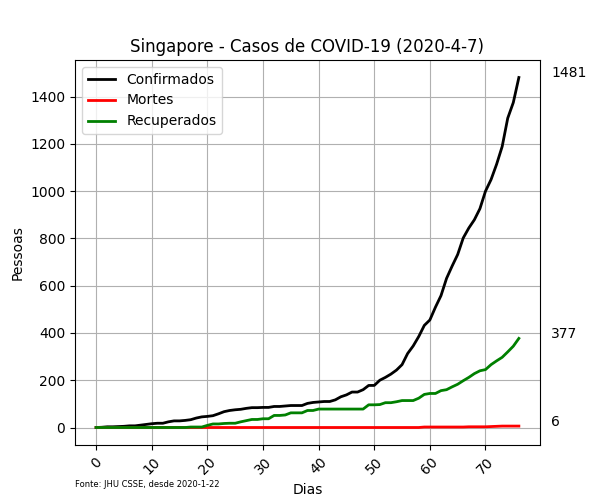 Singapore - Casos de COVID-19 (2020-4-7)
Confirmados
Mortes
Recuperados
1481
377
6
Pessoas
1400
1200
1000
800
600
400
200
0
0 10 20 30 40 50 60 70
Fonte: JHU CSSE, desde 2020-1-22
Dias